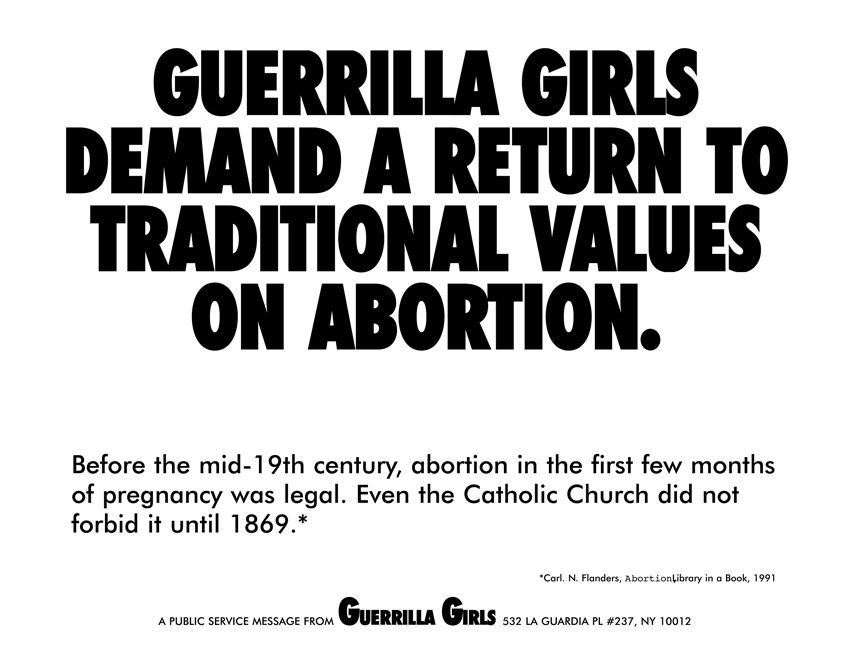 GUERRILLA GIRLS
DEMAND A RETURN TO
TRADITIONAL VALUES
ON ABORTION.
Before the mid-19th century, abortion in the first few months
of pregnancy was legal. Even the Catholic Church did not
forbid it until 1869.*
*Carl. N. Flanders, Abortion, Library in a Book, 1991
A PUBLIC SERVICE MESSAGE FROM GUERRILLA GIRLS 532 LA GUARDIA PL #237, NY 10012